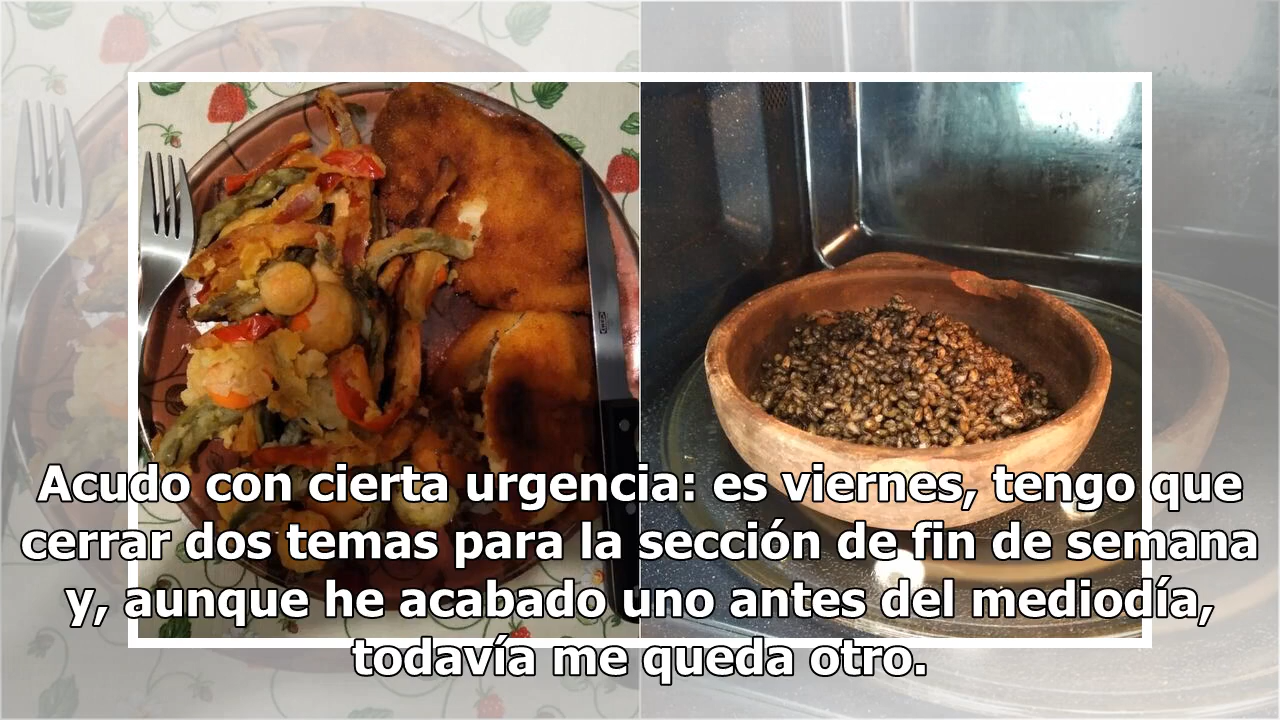 Acudo con cierta urgencia: es viernes, tengo que
cerrar dos temas para la sección de fin de semana
y, aunque he acabado uno antes del mediodía,
todavía me queda otro.